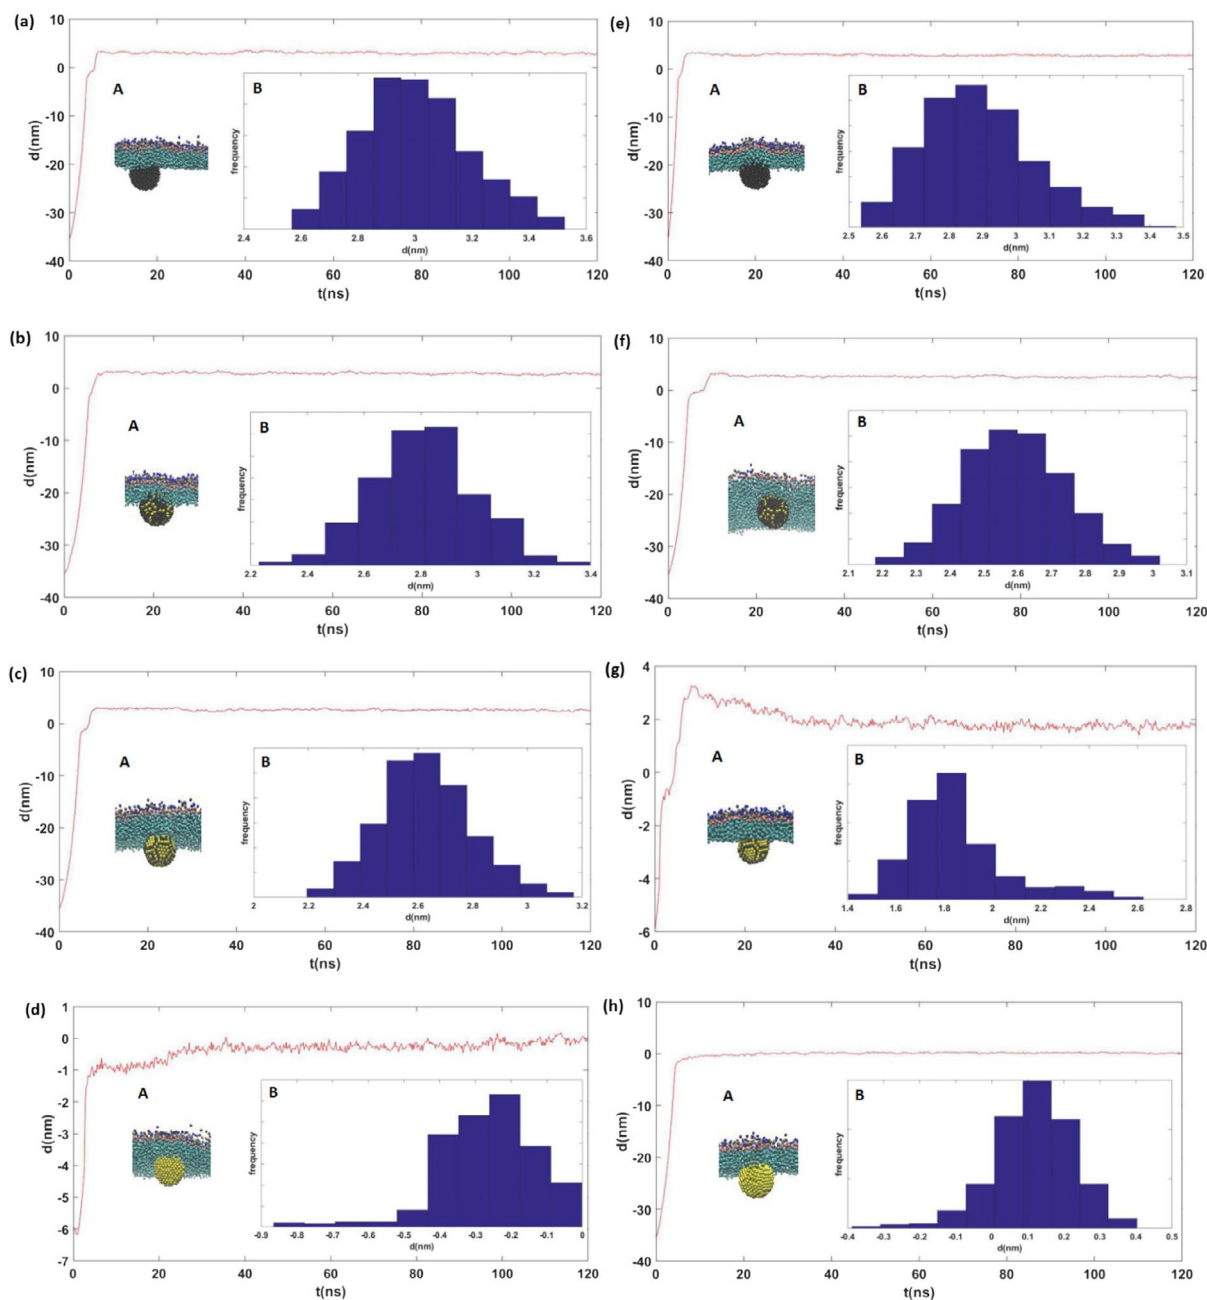 (a)
10
0
-10
-20
-30
-40
d(nm)
A
B
frequency
2.4 2.6 2.8 3 3.2 3.4 3.6
d(nm)
0 20 40 60 80 100 120
t(ns)
(e)
10
0
-10
-20
-30
-40
d(nm)
A
B
frequency
2.5 2.6 2.7 2.8 2.9 3 3.1 3.2 3.3 3.4 3.5
d(nm)
0 20 40 60 80 100 120
t(ns)
(b)
10
0
-10
-20
-30
-40
d(nm)
A
B
frequency
2.2 2.4 2.6 2.8 3 3.2 3.4
d(nm)
0 20 40 60 80 100 120
t(ns)
(f)
10
0
-10
-20
-30
-40
d(nm)
A
B
frequency
2.1 2.2 2.3 2.4 2.5 2.6 2.7 2.8 2.9 3 3.1
d(nm)
0 20 40 60 80 100 120
t(ns)
(c)
10
0
-10
-20
-30
-40
d(nm)
A
B
frequency
2 2.2 2.4 2.6 2.8 3 3.2
d(nm)
0 20 40 60 80 100 120
t(ns)
(g)
4
2
0
-2
-4
-6
d(nm)
A
B
frequency
1.4 1.6 1.8 2 2.2 2.4 2.6 2.8
d(nm)
0 20 40 60 80 100 120
t(ns)
(d)
1
0
-1
-2
-3
-4
-5
-6
-7
d(nm)
A
B
frequency
-0.9 -0.8 -0.7 -0.6 -0.5 -0.4 -0.3 -0.2 -0.1 0
d(nm)
0 20 40 60 80 100 120
t(ns)
(h)
10
0
-10
-20
-30
-40
d(nm)
A
B
frequency
-0.4 -0.3 -0.2 -0.1 0 0.1 0.2 0.3 0.4 0.5
d(nm)
0 20 40 60 80 100 120
t(ns)